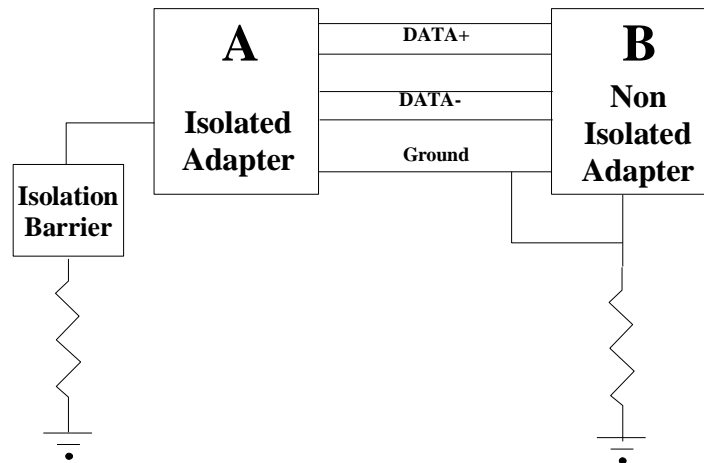 A
Isolated
Adapter
Isolation
Barrier
DATA+
DATA-
Ground
B
Non
Isolated
Adapter